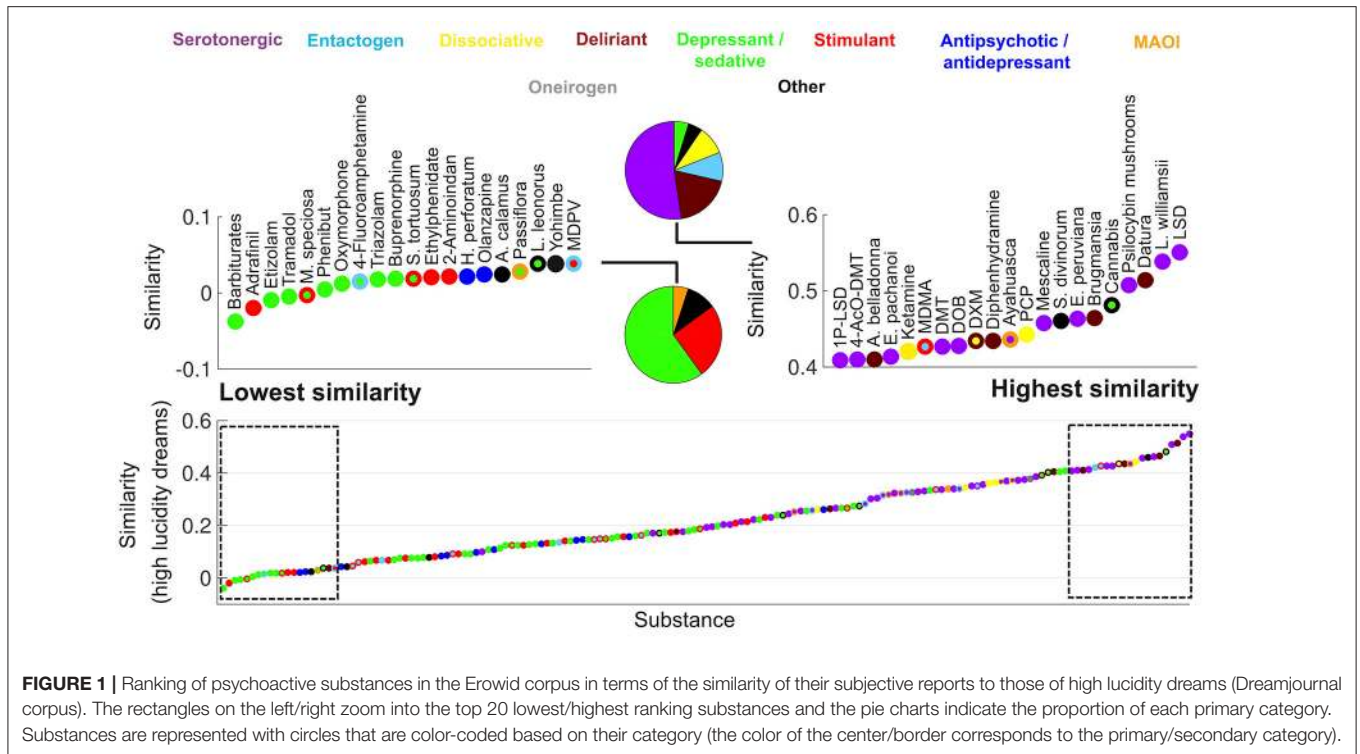 Serotonergic Entactogen Dissociative Deliriant Depressant / sedative Stimulant Antipsychotic / antidepressant MAOI
Oneirogen Other
Similarity
0.1
0
-0.1
Barbiturates
Adrafinil
Etizolam
Tramadol
M. speciosa
Phenibut
Oxymorphone
4-Fluoroamphetamine
Triazolam
Buprenorphine
S. tortuosum
Ethylphenidate
2-Aminoindan
H. perforatum
Olanzapine
A. calamus
Passiflora
L. leonorus
Yohimbe
MDPV
Lowest similarity
Similarity
0.6
0.5
0.4
1P-LSD
4-AcO-DMT
A. belladonna
E. pachanoi
Ketamine
MDMA
DMT
DOB
DXM
Diphenhydramine
Ayahuasca
PCP
Mescaline
S. divinorum
E. peruviana
Brugmansia
Cannabis
Psilocybin mushrooms
Datura
L. williamsii
LSD
Highest similarity
Similarity
(high lucidity dreams)
0.6
0.4
0.2
0
Substance
FIGURE 1 | Ranking of psychoactive substances in the Erowid corpus in terms of the similarity of their subjective reports to those of high lucidity dreams (Dreamjournal
corpus). The rectangles on the left/right zoom into the top 20 lowest/highest ranking substances and the pie charts indicate the proportion of each primary category.
Substances are represented with circles that are color-coded based on their category (the color of the center/border corresponds to the primary/secondary category).